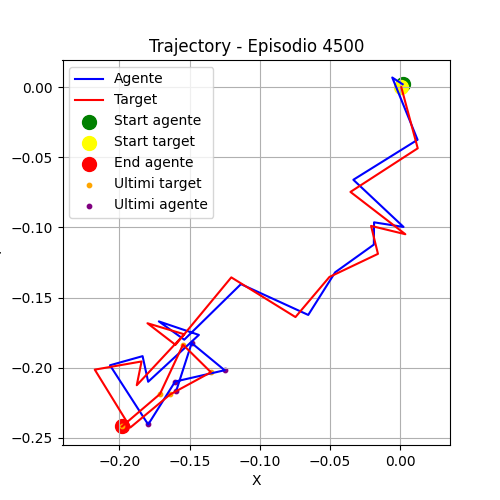 Trajectory - Episodio 4500
Agente
Target
Start agente
Start target
End agente
Ultimi target
Ultimi agente
0.00
−0.05
−0.10
−0.15
−0.20
−0.25
−0.20
−0.15
−0.10
−0.05
0.00
X